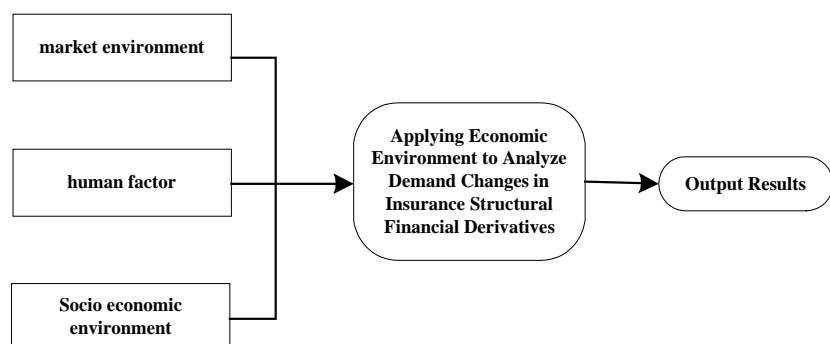 market environment
human factor
Socio economic
environment
Applying Economic
Environment to Analyze
Demand Changes in
Insurance Structural
Financial Derivatives
Output Results